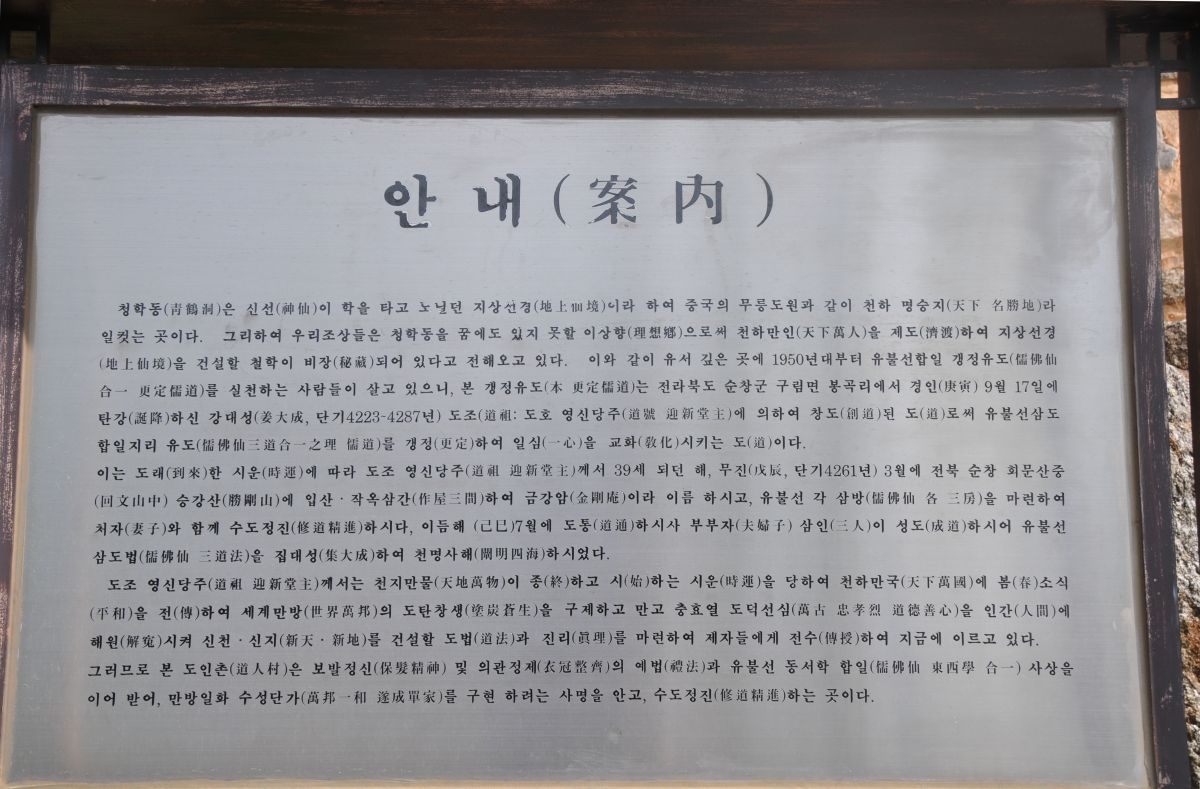 안 내 ( 案 內 )
청학동(靑鶴洞)은 신선(神仙)이 학을 타고 노닐던 지상선경(地上仙境)이라 하여 중국의 무릉도원과 같이 천하 명승지(天下 名勝地)라
일컷는 곳이다. 그리하여 우리조상들은 청학동을 꿈에도 있지 못할 이상향(理想鄕)으로써 천하만인(天下萬人)을 제도(濟渡)하여 지상선경
(地上仙境)을 건설할 철학이 비장(秘藏)되어 있다고 전해오고 있다. 이와 같이 유서 깊은 곳에 1950년대부터 유불선합일 갱정유도(儒佛仙
合一 更定儒道)를 실천하는 사람들이 살고 있으니, 본 갱정유도(本 更定儒道)는 전라북도 순창군 구림면 봉곡리에서 경인(庚寅) 9월 17일에
탄강(誕降)하신 강대성(姜大成, 단기4223-4287년) 도조(道祖: 도호 영신당주(道號 迎新堂主)에 의하여 창도(創道)된 도(道)로써 유불선삼도
합일지리 유도(儒佛仙三道合一之理 儒道)를 갱정(更定)하여 일심(一心)을 교화(敎化)시키는 도(道)이다.
이는 도래(到來)한 시운(時運)에 따라 도조 영신당주(道祖 迎新堂主)께서 39세 되던 해, 무진(戊辰, 단기4261년) 3월에 전북 순창 회문산중
(回文山中) 승강산(勝剛山)에 입산 · 작옥삼간(作屋三間)하여 금강암(金剛庵)이라 이름 하시고, 유불선 각 삼방(儒佛仙 各 三房)을 마련하여
처자(妻子)와 함께 수도정진(修道精進)하시다, 이듬해 (己巳)7월에 도통(道通)하시사 부부자(夫婦子) 삼인(三人)이 성도(成道)하시어 유불선
삼도법(儒佛仙 三道法)을 집대성(集大成)하여 천명사해(闡明四海)하시었다.
도조 영신당주(道祖 迎新堂主)께서는 천지만물(天地萬物)이 종(終)하고 시(始)하는 시운(時運)을 당하여 천하만국(天下萬國)에 봄(春)소식
(平和)을 전(傳)하여 세계만방(世界萬邦)의 도탄창생(塗炭蒼生)을 구제하고 만고 충효열 도덕선심(萬古 忠孝烈 道德善心)을 인간(人間)에
해원(解寃)시켜 신천 · 신지(新天 · 新地)를 건설할 도법(道法)과 진리(眞理)를 마련하여 제자들에게 전수(傳授)하여 지금에 이르고 있다.
그러므로 본 도인촌(道人村)은 보발정신(保髮精神) 및 의관정제(衣冠整齊)의 예법(禮法)과 유불선 동서학 합일(儒佛仙 東西學 合一) 사상을
이어 받어, 만방일화 수성단가(萬邦一和 遂成單家)를 구현 하려는 사명을 안고, 수도정진(修道精進)하는 곳이다.